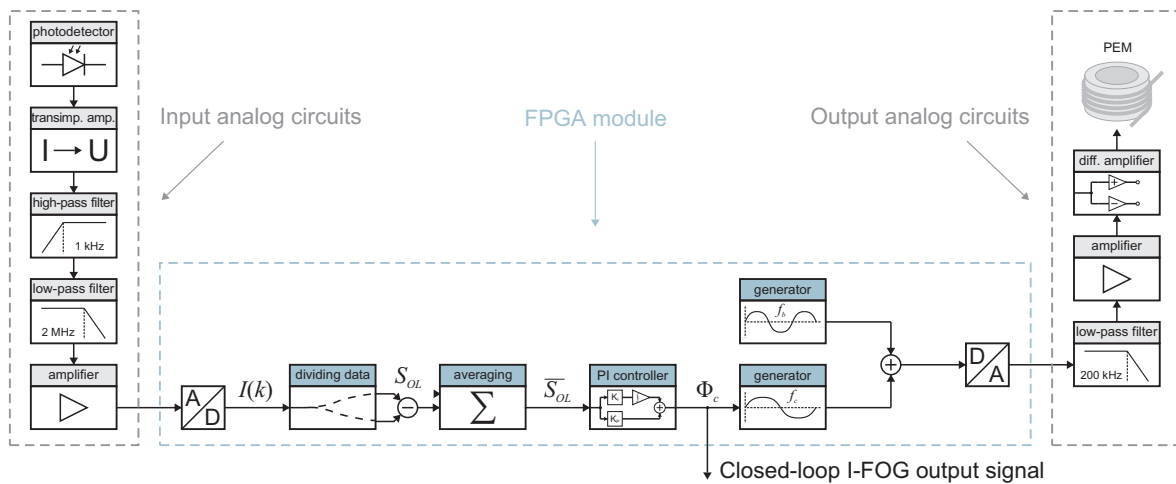 photodetector
transimp. amp.
I → U
high-pass filter
1 kHz
low-pass filter
2 MHz
amplifier
Input analog circuits
FPGA module
Output analog circuits
A
D
I(k)
dividing data
S_OL
−
averaging
Σ
S̅_OL
PI controller
Φ_c
generator
f_b
generator
f_c
+
D
A
Closed-loop I-FOG output signal
PEM
diff. amplifier
+
−
amplifier
low-pass filter
200 kHz